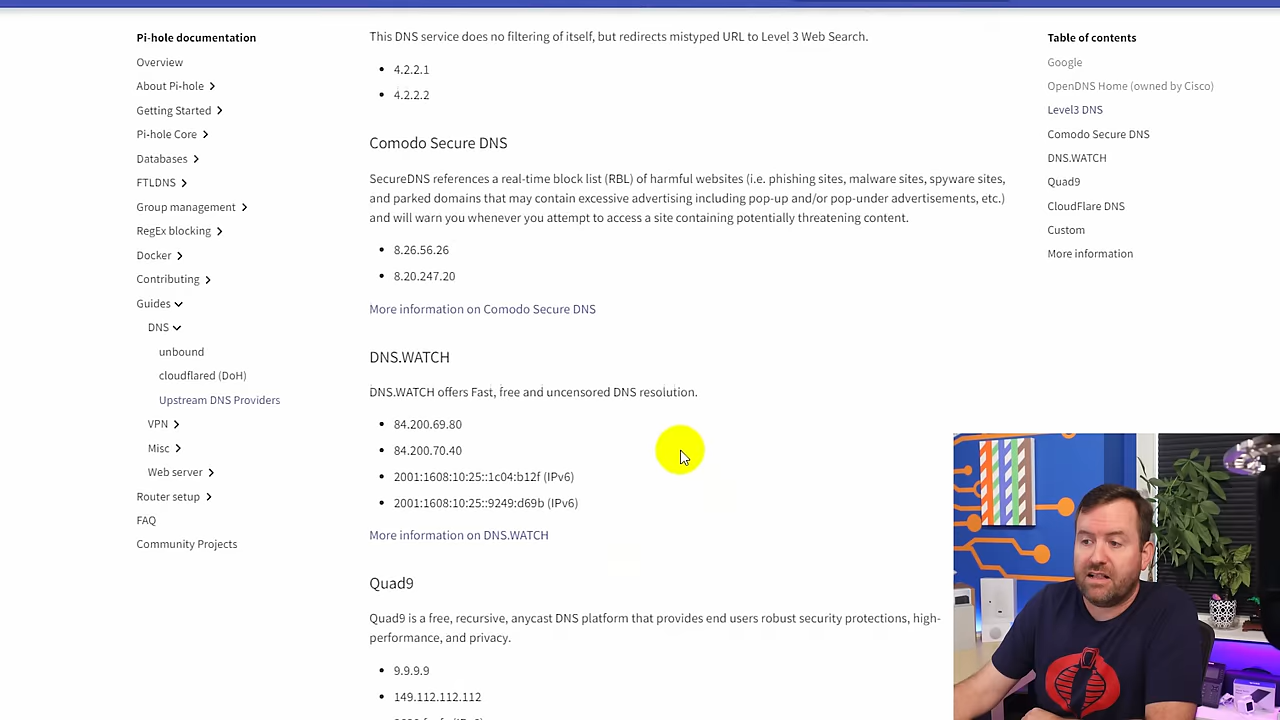 Pi-hole documentation
Overview
About Pi-hole
Getting Started
Pi-hole Core
Databases
FTLDNS
Group management
RegEx blocking
Docker
Contributing
Guides
DNS
unbound
cloudflared (DoH)
Upstream DNS Providers
VPN
Misc
Web server
Router setup
FAQ
Community Projects
This DNS service does no filtering of itself, but redirects mistyped URL to Level 3 Web Search.
• 4.2.2.1
• 4.2.2.2
Comodo Secure DNS
SecureDNS references a real-time block list (RBL) of harmful websites (i.e. phishing sites, malware sites, spyware sites,
and parked domains that may contain excessive advertising including pop-up and/or pop-under advertisements, etc.)
and will warn you whenever you attempt to access a site containing potentially threatening content.
• 8.26.56.26
• 8.20.247.20
More information on Comodo Secure DNS
DNS.WATCH
DNS.WATCH offers Fast, free and uncensored DNS resolution.
• 84.200.69.80
• 84.200.70.40
• 2001:1608:10:25::1c04:b12f (IPv6)
• 2001:1608:10:25::9249:d69b (IPv6)
More information on DNS.WATCH
Quad9
Quad9 is a free, recursive, anycast DNS platform that provides end users robust security protections, high-
performance, and privacy.
• 9.9.9.9
• 149.112.112.112
Table of contents
Google
OpenDNS Home (owned by Cisco)
Level3 DNS
Comodo Secure DNS
DNS.WATCH
Quad9
CloudFlare DNS
Custom
More information